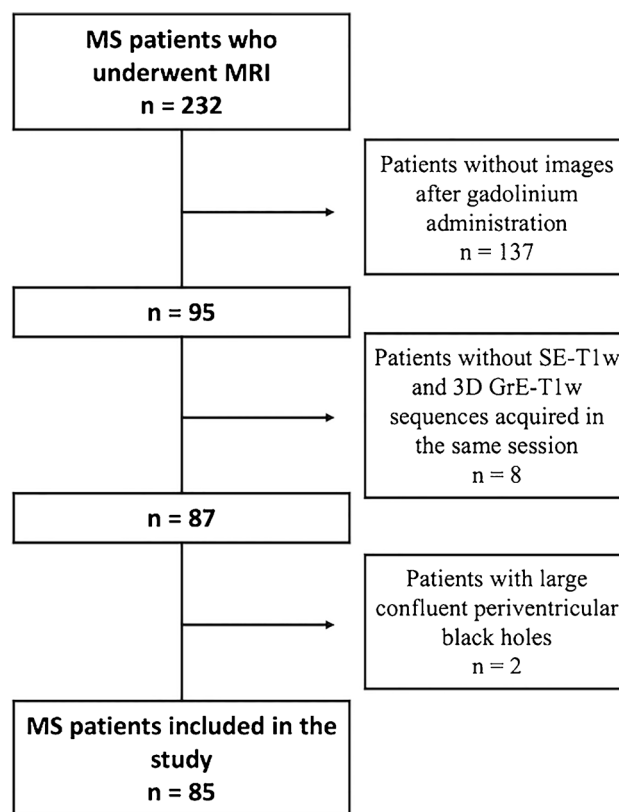 MS patients who
underwent MRI
n = 232
Patients without images
after gadolinium
administration
n = 137
n = 95
Patients without SE-T1w
and 3D GrE-T1w
sequences acquired in
the same session
n = 8
n = 87
Patients with large
confluent periventricular
black holes
n = 2
MS patients included in the
study
n = 85